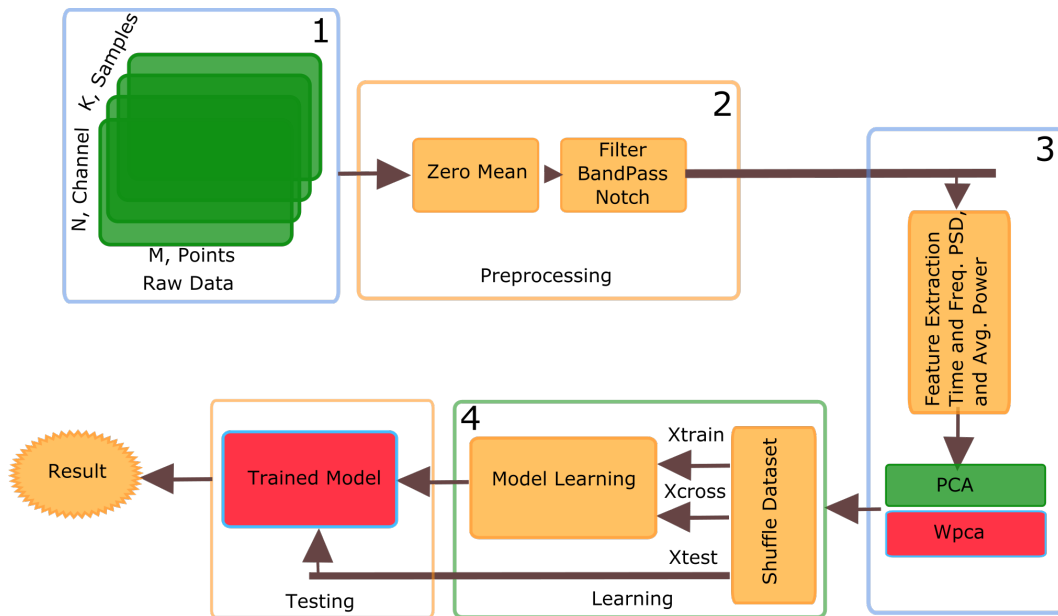 1
K, Samples
N, Channel
M, Points
Raw Data
2
Zero Mean
Filter
BandPass
Notch
Preprocessing
3
Feature Extraction
Time and Freq. PSD,
and Avg. Power
PCA
Wpca
4
Shuffle Dataset
Xtrain
Xcross
Xtest
Model Learning
Learning
Trained Model
Testing
Result